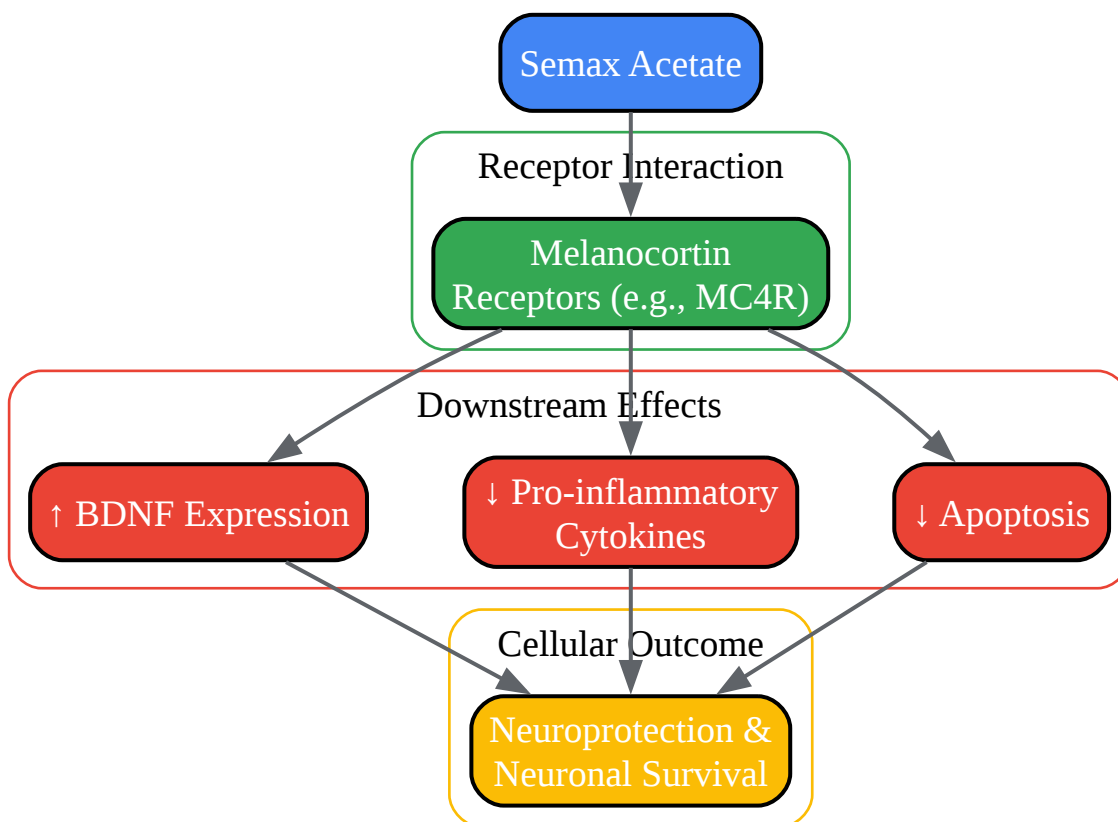 Semax Acetate
Receptor Interaction
Melanocortin
Receptors (e.g., MC4R)
Downstream Effects
↑ BDNF Expression
↓ Pro-inflammatory
Cytokines
↓ Apoptosis
Cellular Outcome
Neuroprotection &
Neuronal Survival